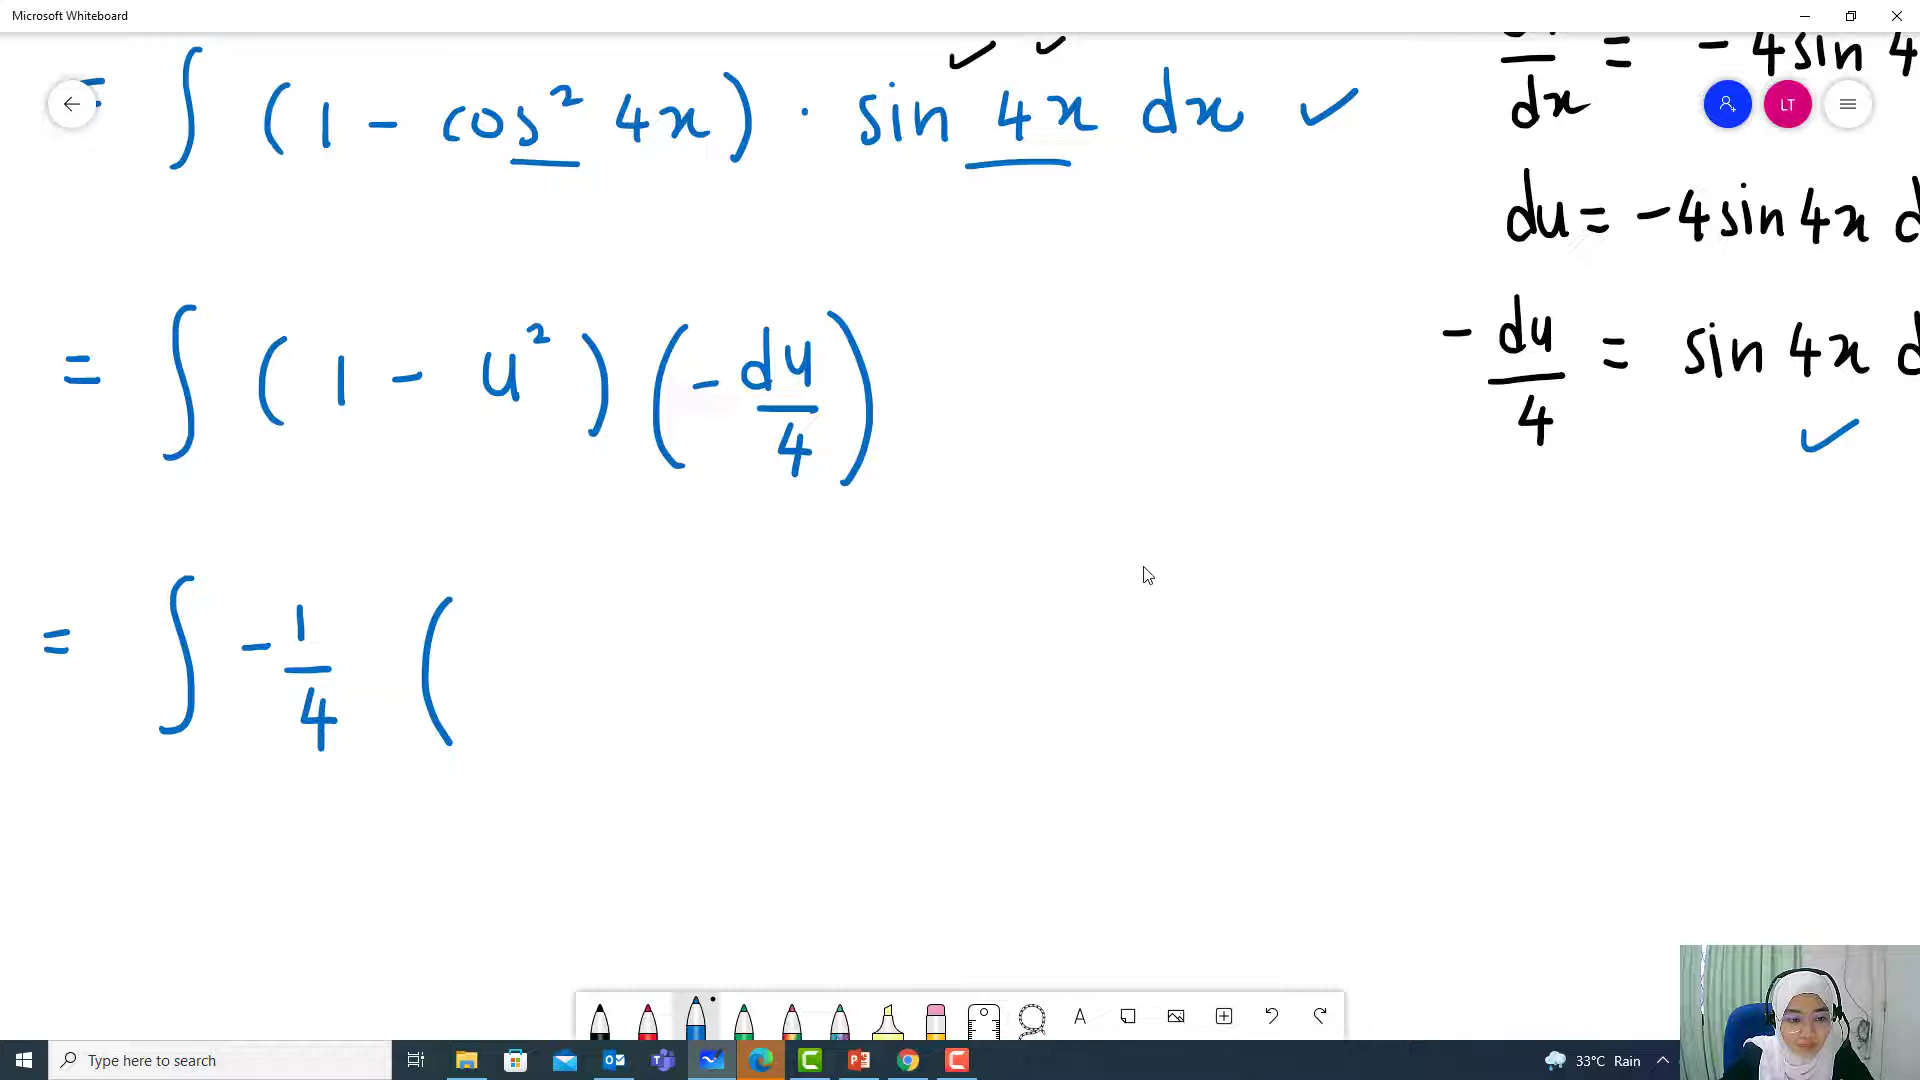 Microsoft Whiteboard
= ∫ (1 - cos² 4x) · sin 4x dx ✓
✓ ✓
dx = -4 sin 4
du = -4 sin 4x d
= ∫ (1 - u²) (- du/4)
- du/4 = sin 4x d
✓
= ∫ - 1/4 (
LT
A
Type here to search
33°C Rain